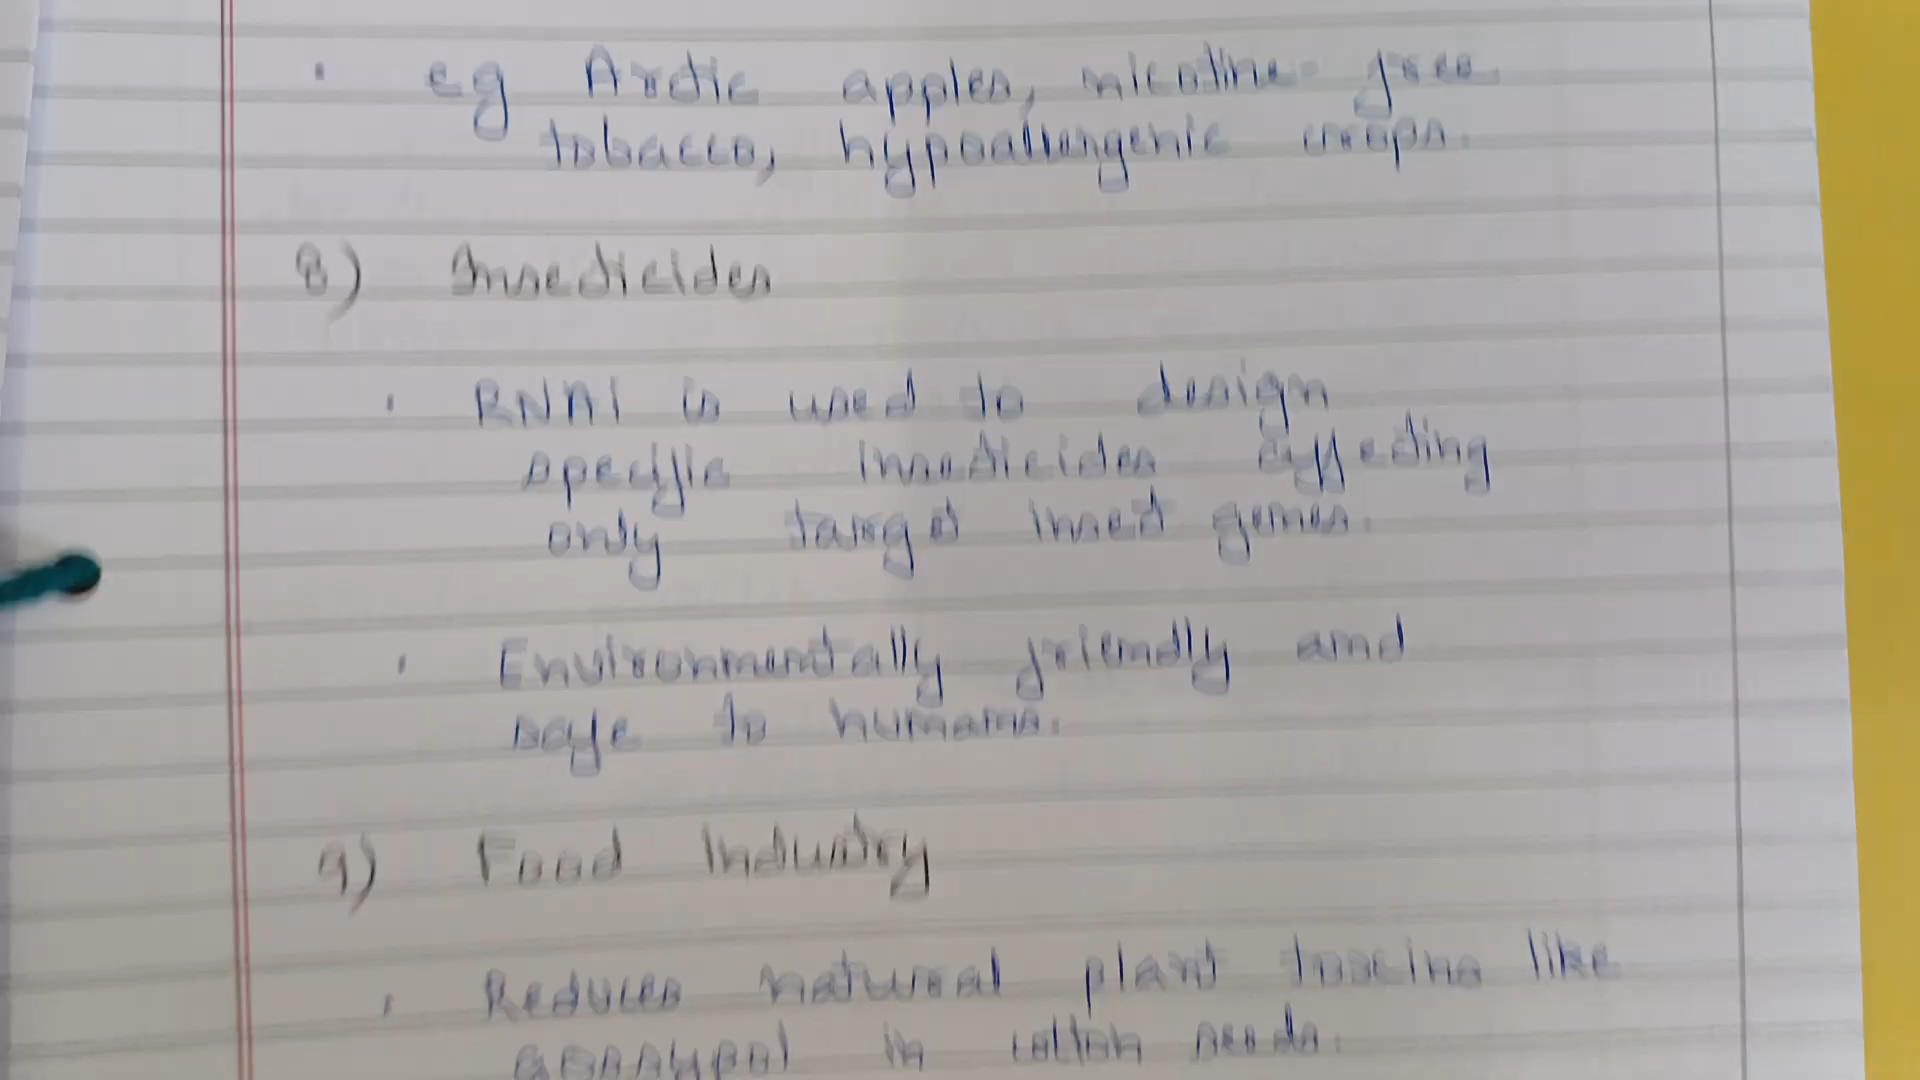 · eg Arctic apples, nicotine-free
tobacco, hypoallergenic crops.
8) Insecticides
· RNAi is used to design
specific insecticides affecting
only target insect genes.
· Environmentally friendly and
safe to humans.
9) Food Industry
· Reduces natural plant toxins like
gossypol in cotton seeds.